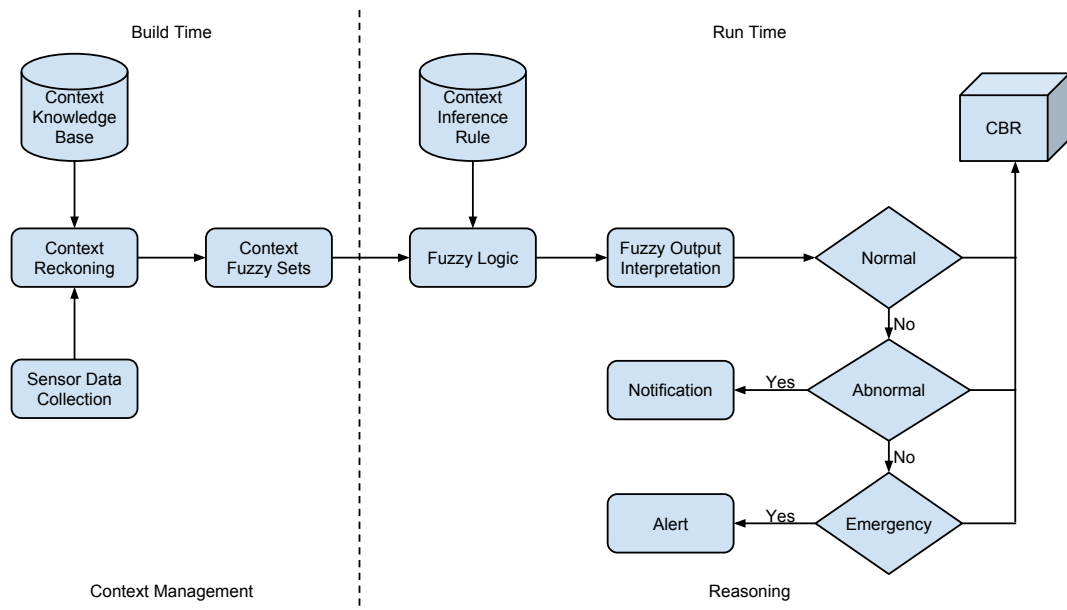 Build Time
Run Time
Context
Knowledge
Base
Context
Inference
Rule
CBR
Context
Reckoning
Context
Fuzzy Sets
Fuzzy Logic
Fuzzy Output
Interpretation
Normal
No
Sensor Data
Collection
Notification
Yes
Abnormal
No
Alert
Yes
Emergency
Context Management
Reasoning